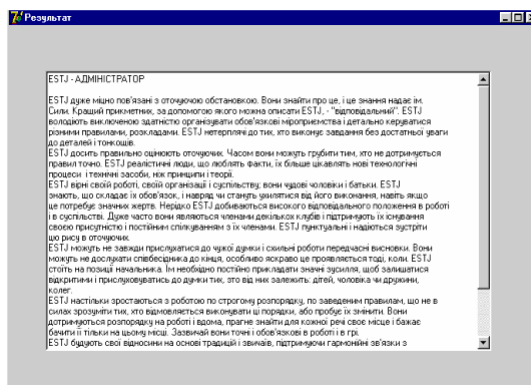 Результат
ESTJ - АДМІНІСТРАТОР
ESTJ дуже міцно пов'язані з оточуючою обстановкою. Вони знайти про це, і це знання надає їм.
Сили. Кращий прикметник, за допомогою якого можна описати ESTJ, - "відповідальний". ESTJ
володіють виключеною здатністю організувати обов'язкові міроприємства і детально керуватися
різними правилами, розкладами. ESTJ нетерплячі до тих, хто виконує завдання без достатньої уваги
до деталей і тонкощів.
ESTJ досить правильно оцінюють оточуючих. Часом вони можуть грубити тим, хто не дотримується
правил точно. ESTJ реалістичні люди, що люблять факти, їх більше цікавлять нові технологічні
процеси і технічні засоби, ніж принципи і теорії.
ESTJ вірні своїй роботі, своїй організації і суспільству; вони чудові чоловіки і батьки. ESTJ
знають, що складає їх обов'язок, і навряд чи стануть ухилятися від його виконання, навіть якщо
це потребує значних жертв. Нерідко ESTJ добиваються високого відповідального положення в роботі
і в суспільстві. Дуже часто вони являються членами декількох клубів і підтримують їх існування
своєю присутністю і постійним спілкуванням з їх членами. ESTJ пунктуальні і надіються зустріти
цю рису в оточуючих.
ESTJ можуть не завжди прислухатися до чужої думки і схильні робити передчасні висновки. Вони
можуть не дослухати співбесідника до кінця, особливо яскраво це проявляється тоді, коли. ESTJ
стоїть на позиції начальника. Їм необхідно постійно прикладати значні зусилля, щоб залишатися
відкритими і прислуховуватись до думки тих, хто від них залежить: дітей, чоловіка чи дружини,
колег.
ESTJ настільки зростаються з роботою по строгому розпорядку, по заведеним правилам, що не в
силах зрозуміти тих, хто відмовляється виконувати ці порядки, або пробує їх змінити. Вони
дотримуються розпорядку на роботі і вдома, прагне знайти для кожної речі своє місце і бажає
бачити її тільки на цьому місці. Зазвичай вони точні і обов'язкові в роботі і в грі.
ESTJ будують свої відносини на основі традицій і звичаїв, підтримуючи гармонійні зв'язки з